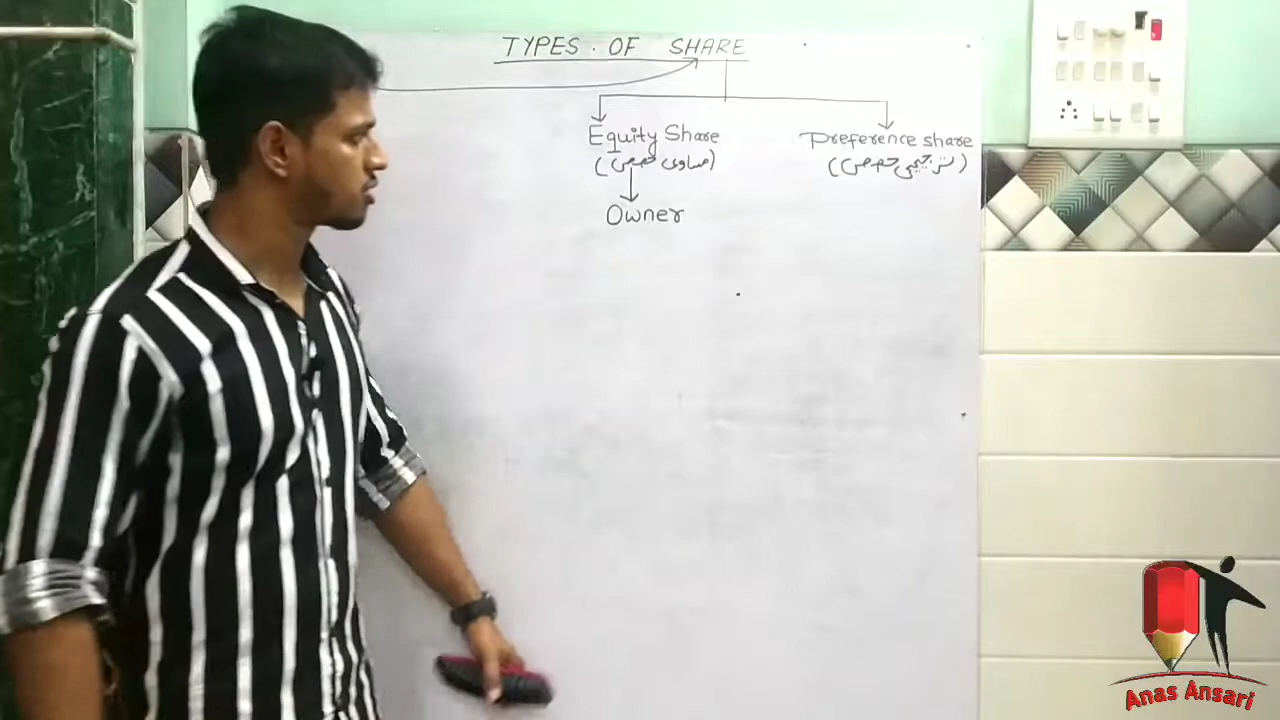 TYPES OF SHARE
Equity Share
Preference share
(مساوی حصص)
(ترجیحی حصص)
Owner
Anas Ansari